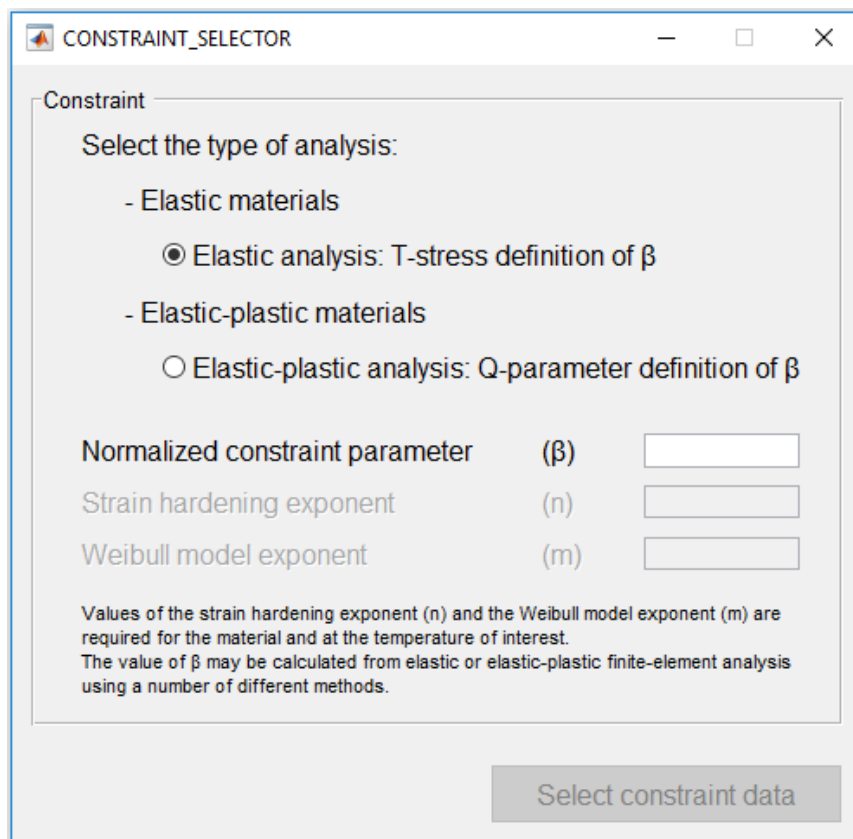 CONSTRAINT_SELECTOR
Constraint
Select the type of analysis:
- Elastic materials
Elastic analysis: T-stress definition of β
- Elastic-plastic materials
Elastic-plastic analysis: Q-parameter definition of β
Normalized constraint parameter (β)
Strain hardening exponent (n)
Weibull model exponent (m)
Values of the strain hardening exponent (n) and the Weibull model exponent (m) are
required for the material and at the temperature of interest.
The value of β may be calculated from elastic or elastic-plastic finite-element analysis
using a number of different methods.
Select constraint data